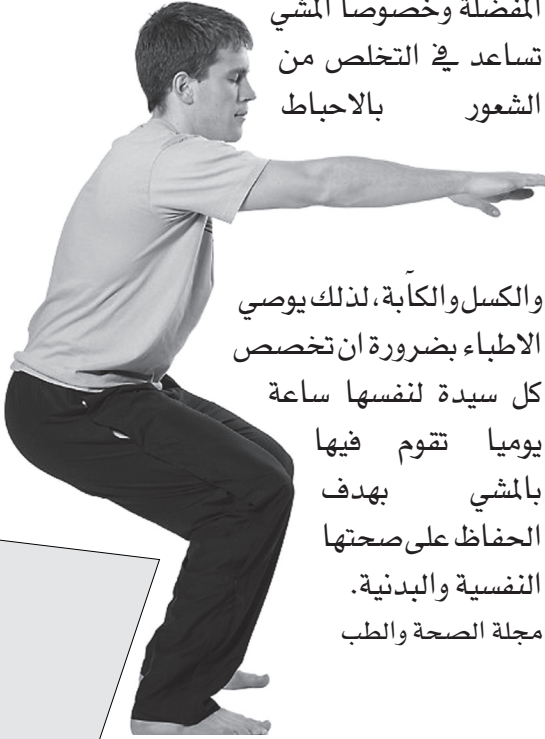 المفضلة وخصوصا المشي
تساعد في التخلص من
الشعور بالاحباط
والكسل والكآبة، لذلك يوصي
الاطباء بضرورة ان تخصص
كل سيدة لنفسها ساعة
يوميا تقوم فيها
بالمشي بهدف
الحفاظ على صحتها
النفسية والبدنية.
مجلة الصحة والطب